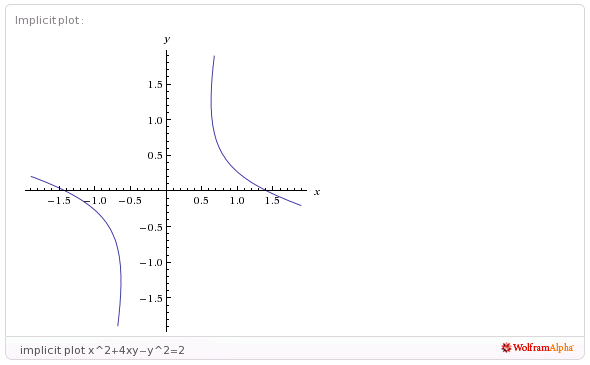 Implicit plot:
y
1.5
1.0
0.5
−1.5 −1.0 −0.5 0.5 1.0 1.5 x
−0.5
−1.0
−1.5
implicit plot x^2+4xy−y^2=2 WolframAlpha